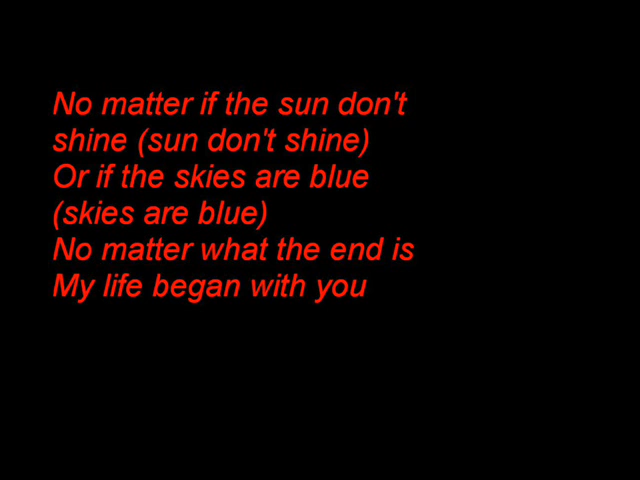 No matter if the sun don't
shine (sun don't shine)
Or if the skies are blue
(skies are blue)
No matter what the end is
My life began with you